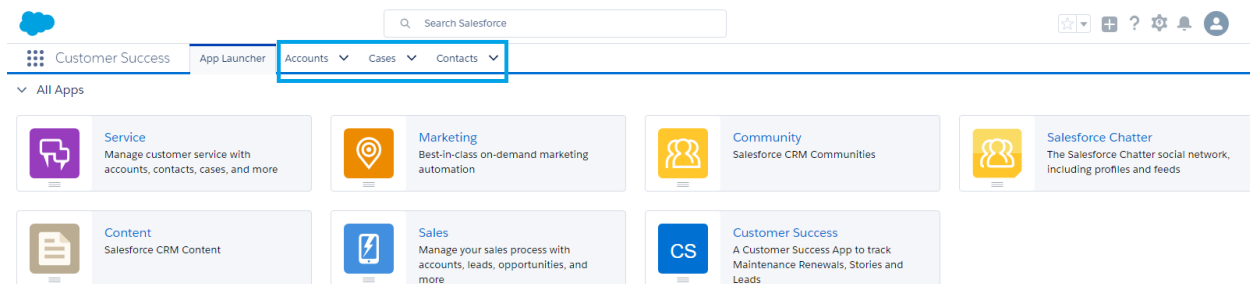 Search Salesforce
Customer Success App Launcher Accounts Cases Contacts
All Apps
Service
Manage customer service with
accounts, contacts, cases, and more
Marketing
Best-in-class on-demand marketing
automation
Community
Salesforce CRM Communities
Salesforce Chatter
The Salesforce Chatter social network,
including profiles and feeds
Content
Salesforce CRM Content
Sales
Manage your sales process with
accounts, leads, opportunities, and
more
CS
Customer Success
A Customer Success App to track
Maintenance Renewals, Stories and
Leads